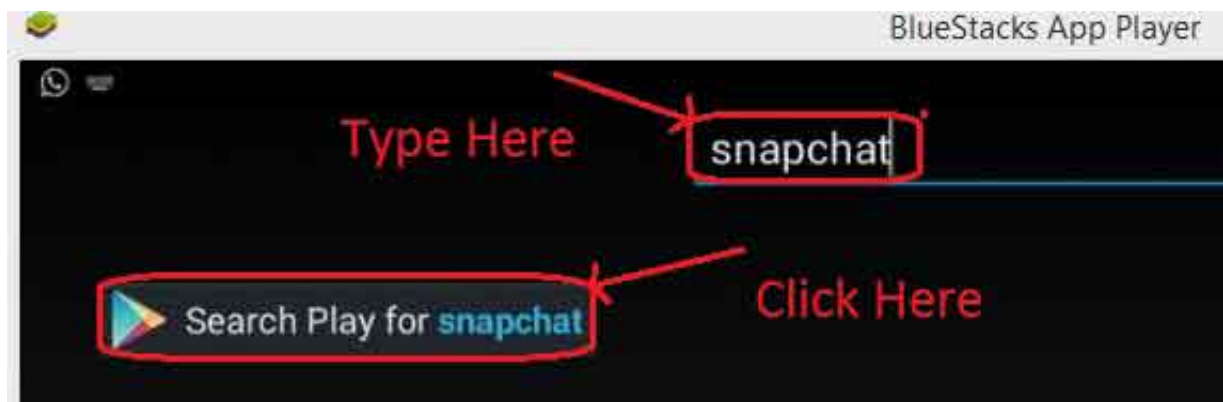 BlueStacks App Player
Type Here
snapchat
Search Play for snapchat
Click Here